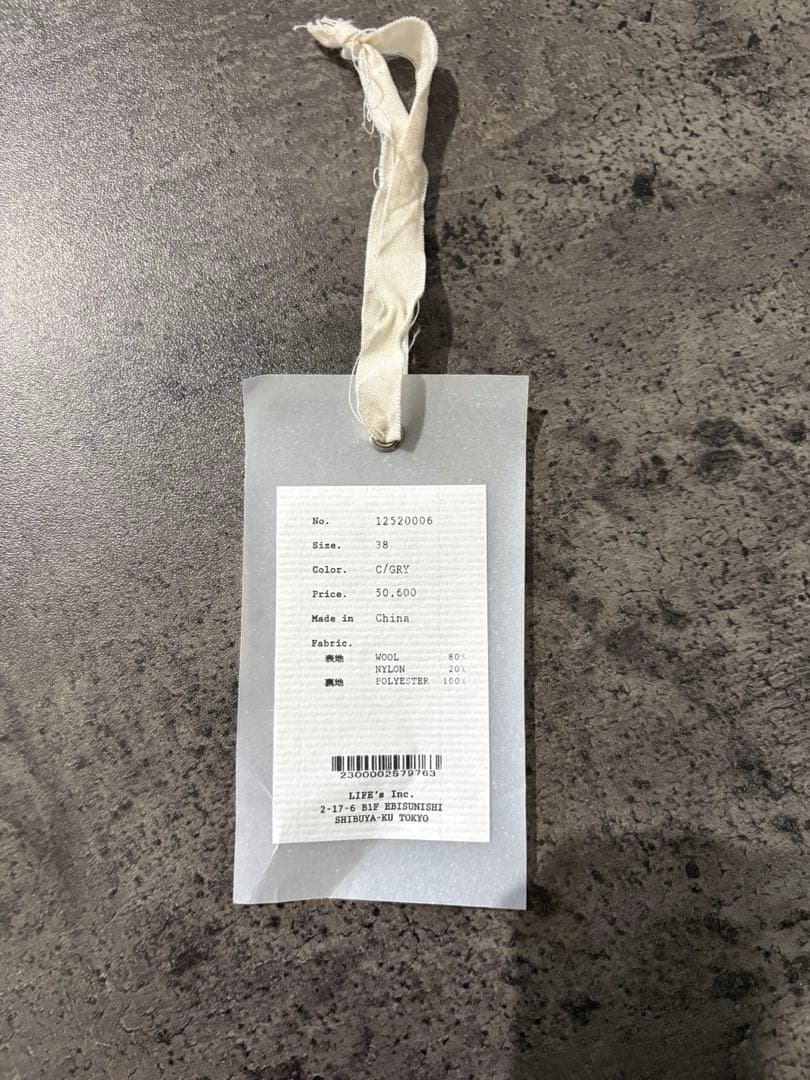 No. 12520006
Size. 38
Color. C/GRY
Price. 50,600
Made in China
Fabric.
表地 WOOL 80%
NYLON 20%
裏地 POLYESTER 100%
2300002579763
LIFE's Inc.
2-17-6 B1F EBISUNISHI
SHIBUYA-KU TOKYO